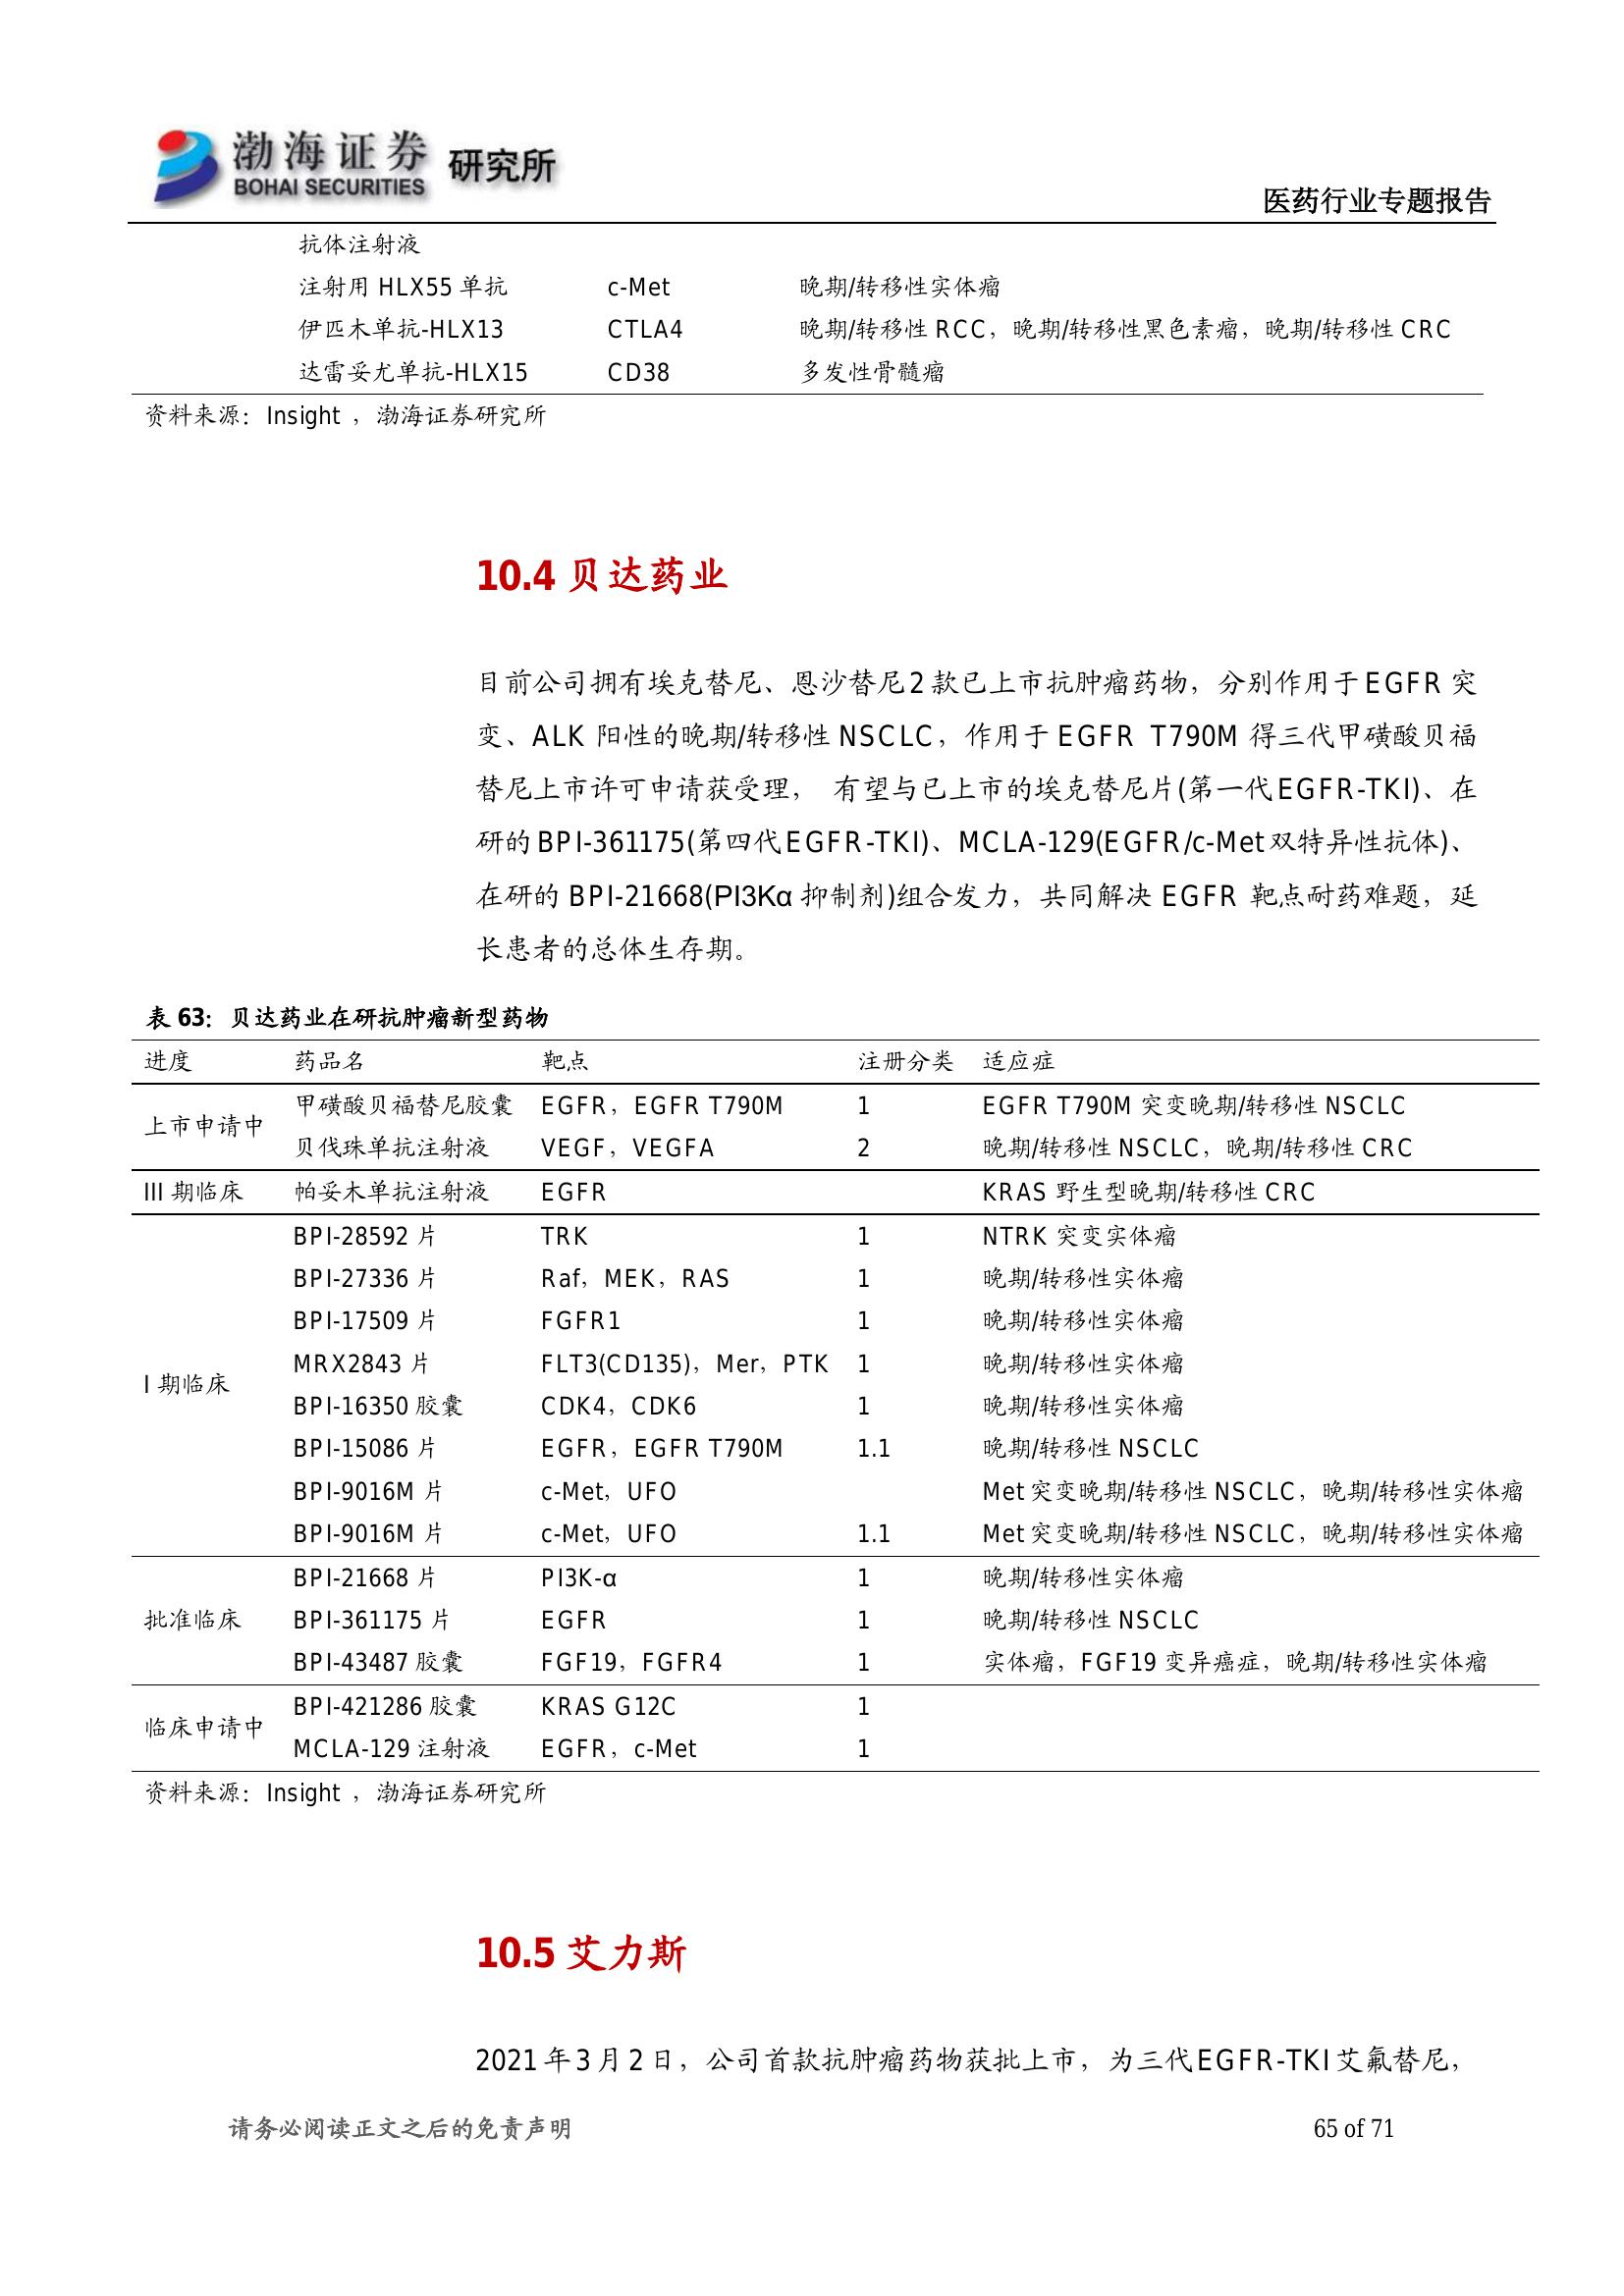 渤海证券 研究所
BOHAI SECURITIES
医药行业专题报告
抗体注射液
注射用 HLX55 单抗 c-Met 晚期/转移性实体瘤
伊匹木单抗-HLX13 CTLA4 晚期/转移性 RCC，晚期/转移性黑色素瘤，晚期/转移性 CRC
达雷妥尤单抗-HLX15 CD38 多发性骨髓瘤
资料来源：Insight ，渤海证券研究所
10.4 贝达药业
目前公司拥有埃克替尼、恩沙替尼 2 款已上市抗肿瘤药物，分别作用于 EGFR 突
变、ALK 阳性的晚期/转移性 NSCLC，作用于 EGFR T790M 得三代甲磺酸贝福
替尼上市许可申请获受理， 有望与已上市的埃克替尼片(第一代 EGFR-TKI)、在
研的 BPI-361175(第四代 EGFR-TKI)、MCLA-129(EGFR/c-Met 双特异性抗体)、
在研的 BPI-21668(PI3Kα 抑制剂)组合发力，共同解决 EGFR 靶点耐药难题，延
长患者的总体生存期。
表 63：贝达药业在研抗肿瘤新型药物
进度 药品名 靶点 注册分类 适应症
上市申请中 甲磺酸贝福替尼胶囊 EGFR，EGFR T790M 1 EGFR T790M 突变晚期/转移性 NSCLC
贝伐珠单抗注射液 VEGF，VEGFA 2 晚期/转移性 NSCLC，晚期/转移性 CRC
III 期临床 帕妥木单抗注射液 EGFR KRAS 野生型晚期/转移性 CRC
I 期临床 BPI-28592 片 TRK 1 NTRK 突变实体瘤
BPI-27336 片 Raf，MEK，RAS 1 晚期/转移性实体瘤
BPI-17509 片 FGFR1 1 晚期/转移性实体瘤
MRX2843 片 FLT3(CD135)，Mer，PTK 1 晚期/转移性实体瘤
BPI-16350 胶囊 CDK4，CDK6 1 晚期/转移性实体瘤
BPI-15086 片 EGFR，EGFR T790M 1.1 晚期/转移性 NSCLC
BPI-9016M 片 c-Met，UFO Met 突变晚期/转移性 NSCLC，晚期/转移性实体瘤
BPI-9016M 片 c-Met，UFO 1.1 Met 突变晚期/转移性 NSCLC，晚期/转移性实体瘤
批准临床 BPI-21668 片 PI3K-α 1 晚期/转移性实体瘤
BPI-361175 片 EGFR 1 晚期/转移性 NSCLC
BPI-43487 胶囊 FGF19，FGFR4 1 实体瘤，FGF19 变异癌症，晚期/转移性实体瘤
临床申请中 BPI-421286 胶囊 KRAS G12C 1
MCLA-129 注射液 EGFR，c-Met 1
资料来源：Insight ，渤海证券研究所
10.5 艾力斯
2021 年 3 月 2 日，公司首款抗肿瘤药物获批上市，为三代 EGFR-TKI 艾氟替尼，
请务必阅读正文之后的免责声明 65 of 71